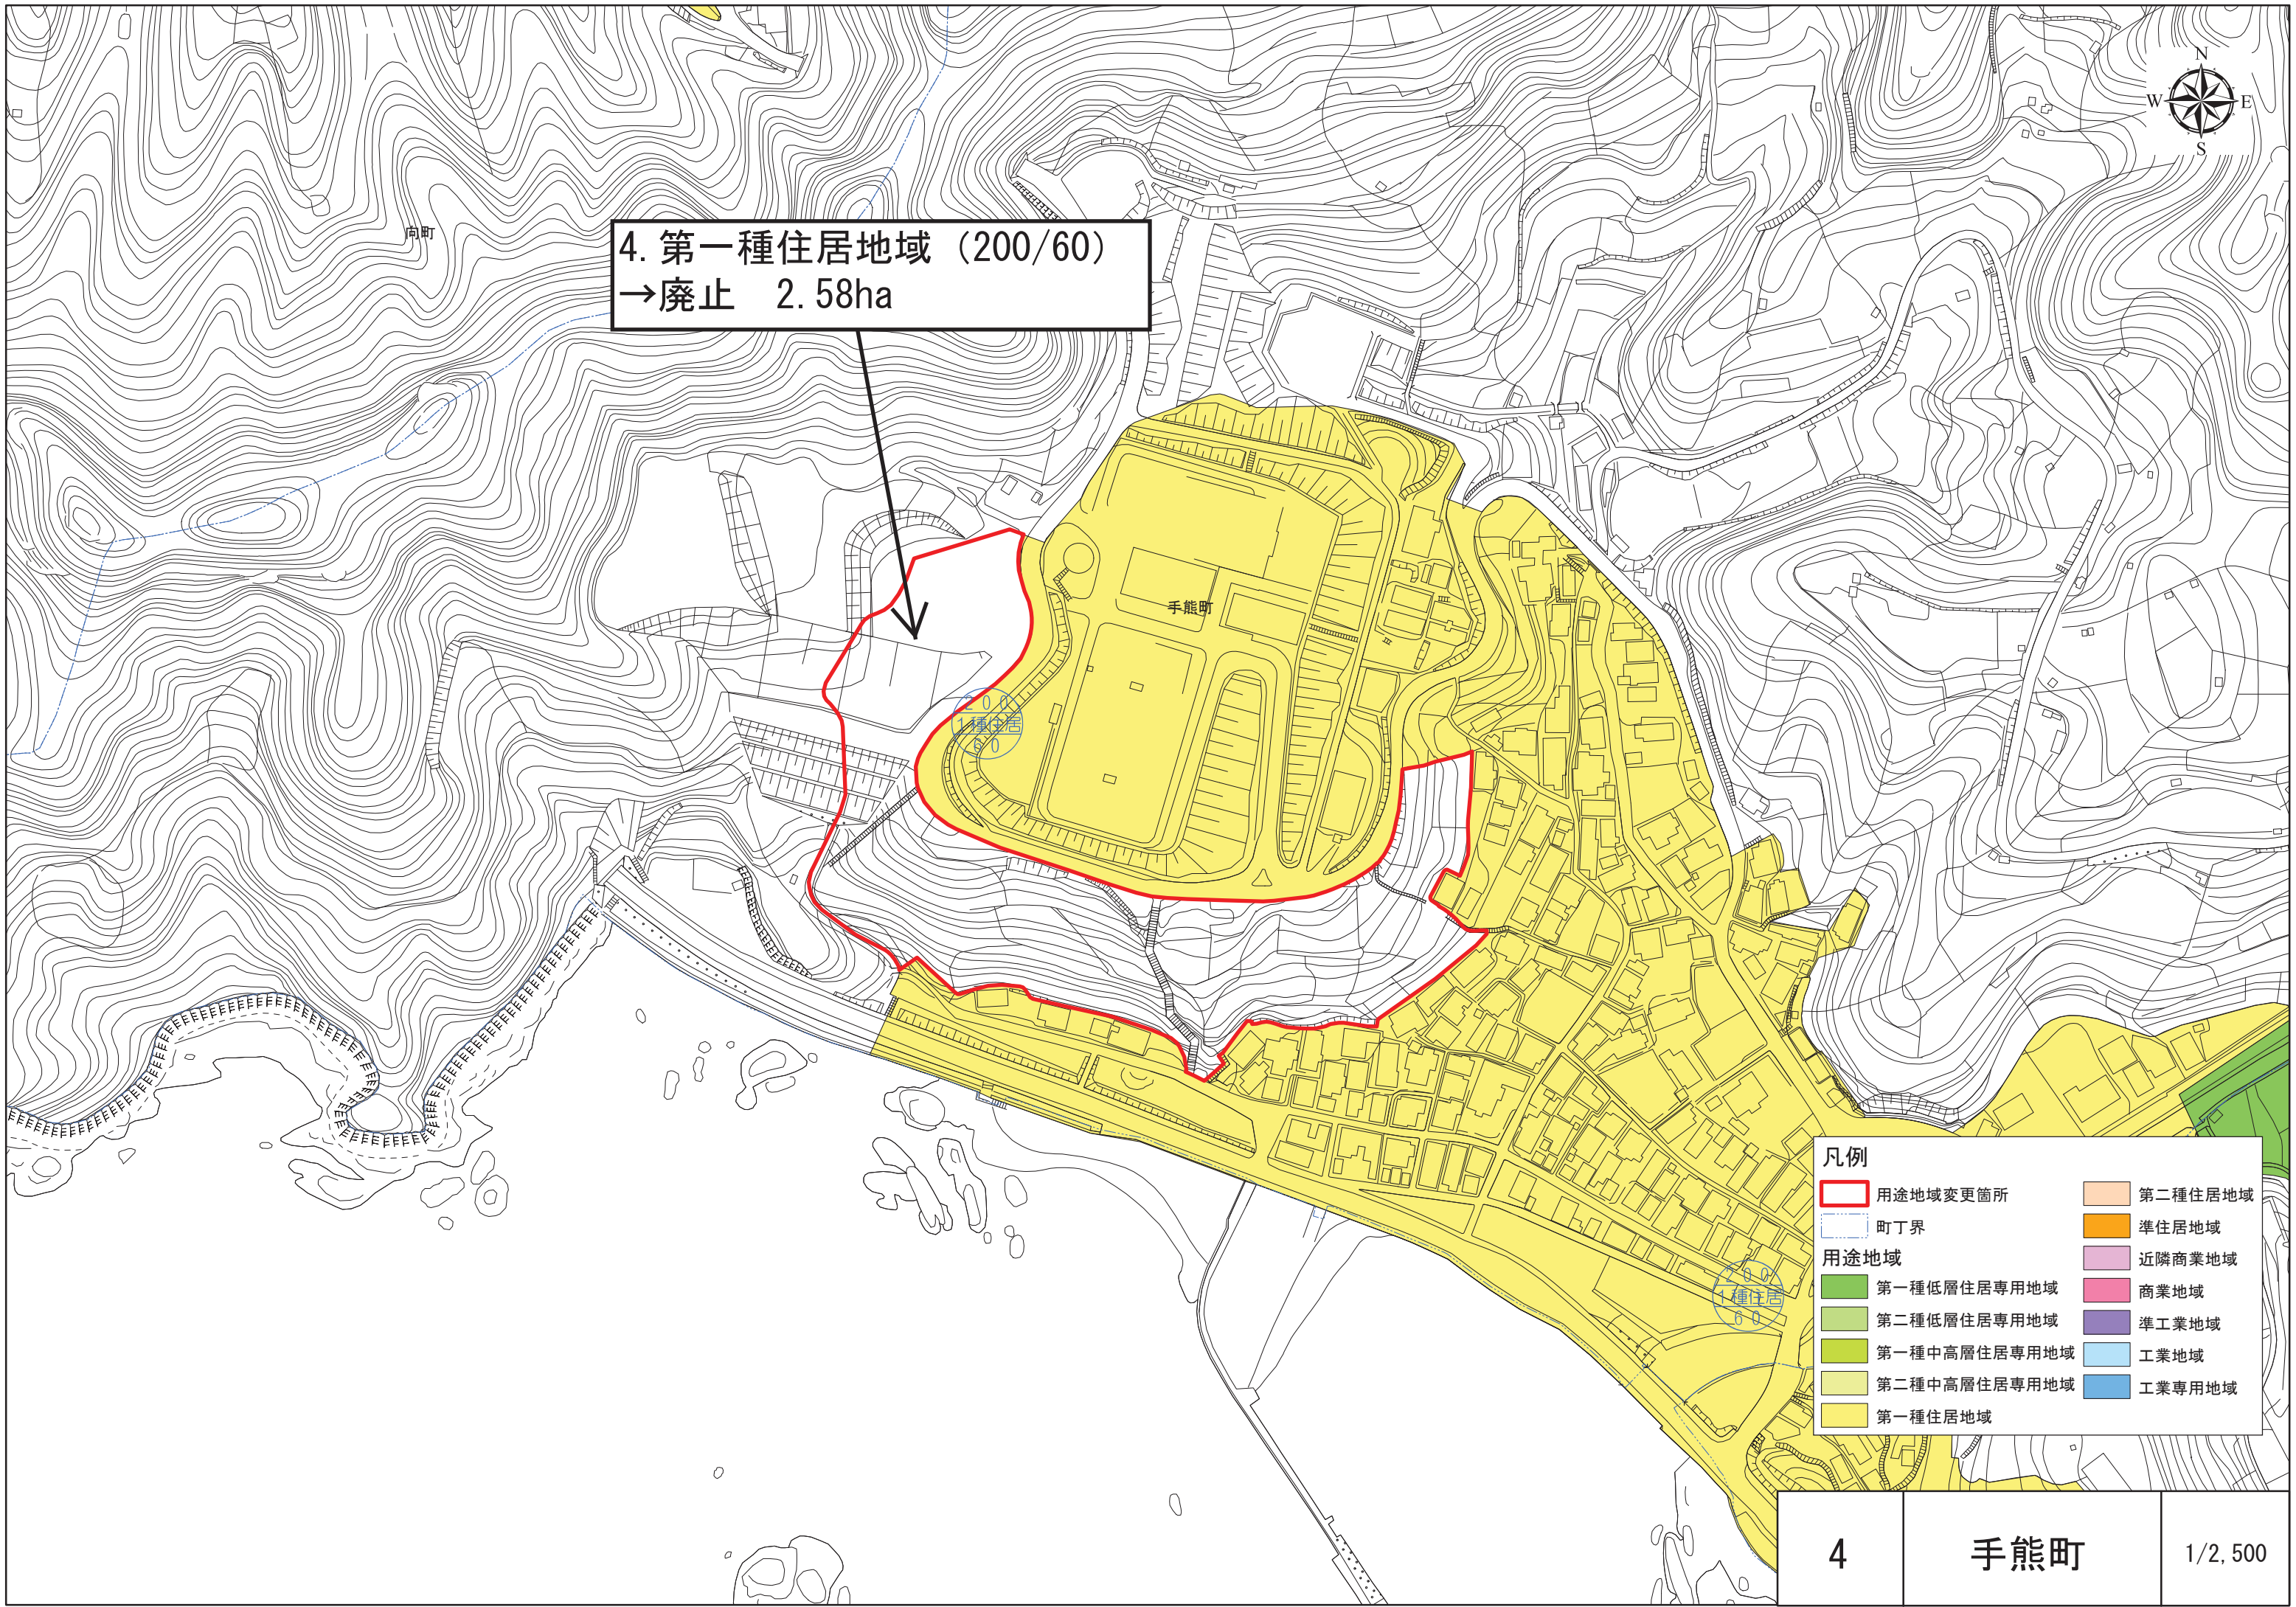 N
W
E
S
向町
4. 第一種住居地域（200/60）
→廃止　2.58ha
手熊町
200
1種住居
60
200
1種住居
60
凡例
用途地域変更箇所
町丁界
用途地域
第一種低層住居専用地域
第二種低層住居専用地域
第一種中高層住居専用地域
第二種中高層住居専用地域
第一種住居地域
第二種住居地域
準住居地域
近隣商業地域
商業地域
準工業地域
工業地域
工業専用地域
4
手熊町
1/2,500